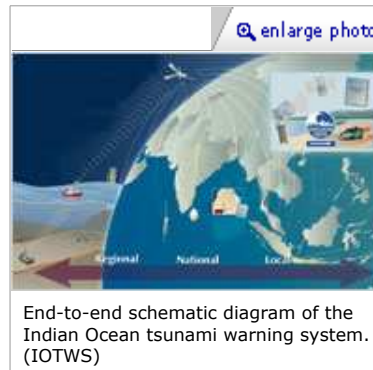 enlarge photo
Regional National Local
End-to-end schematic diagram of the
Indian Ocean tsunami warning system.
(IOTWS)